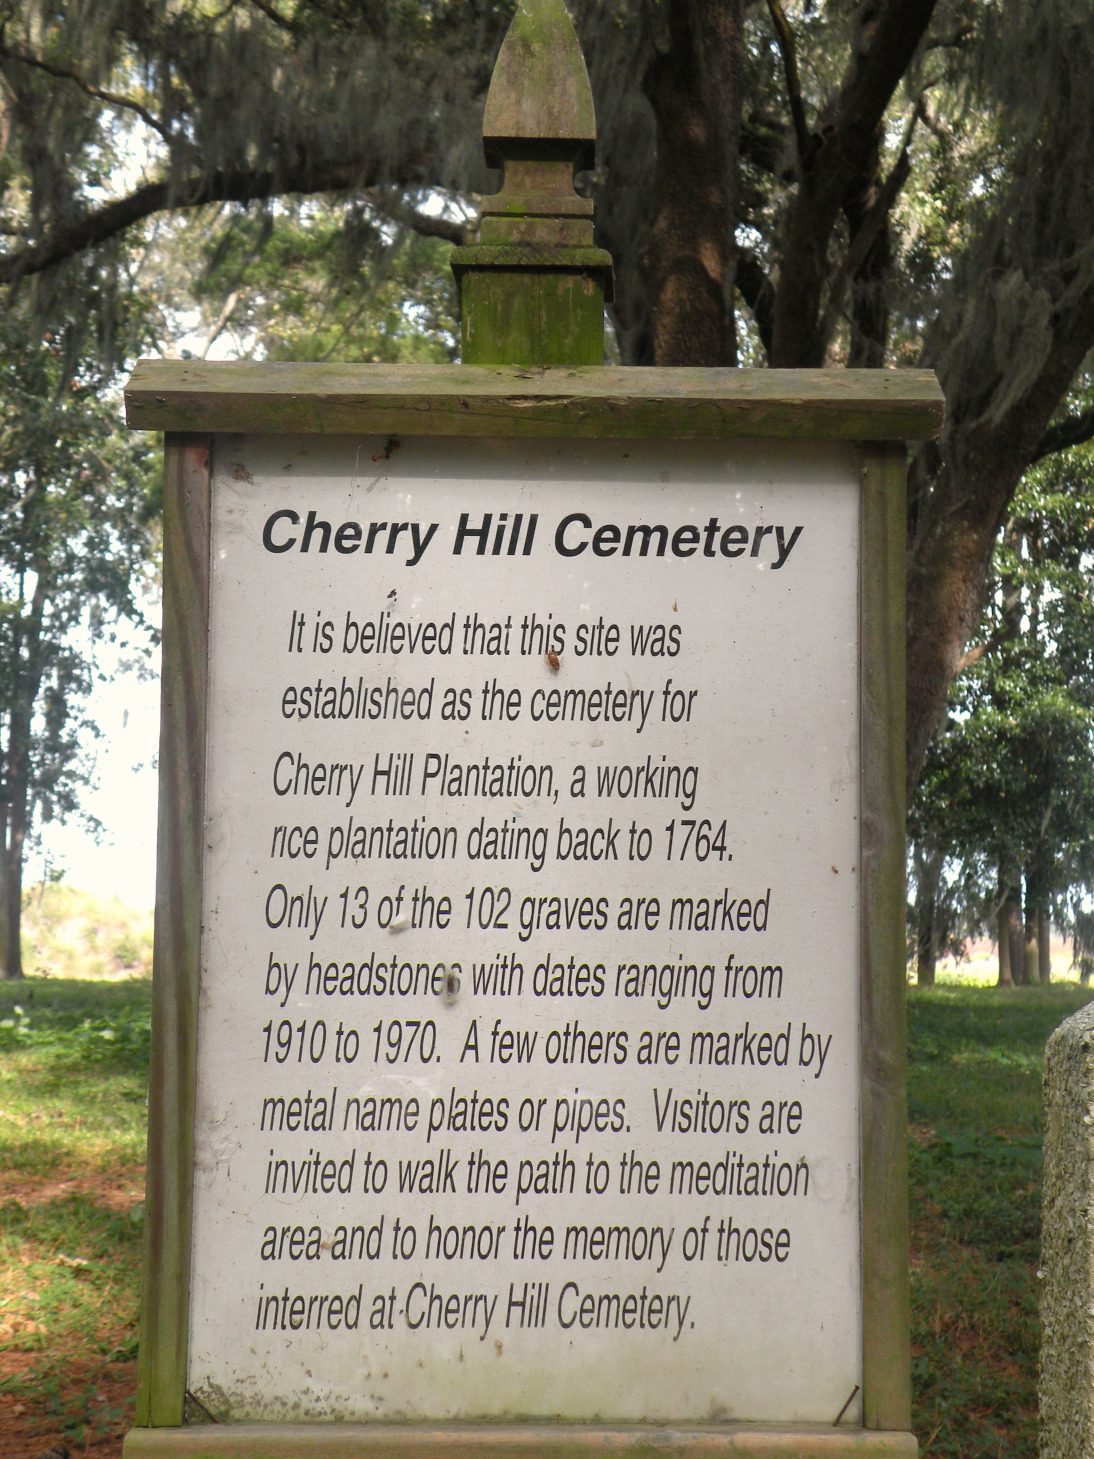 Cherry Hill Cemetery
It is believed that this site was
established as the cemetery for
Cherry Hill Plantation, a working
rice plantation dating back to 1764.
Only 13 of the 102 graves are marked
by headstones with dates ranging from
1910 to 1970. A few others are marked by
metal name plates or pipes. Visitors are
invited to walk the path to the meditation
area and to honor the memory of those
interred at Cherry Hill Cemetery.